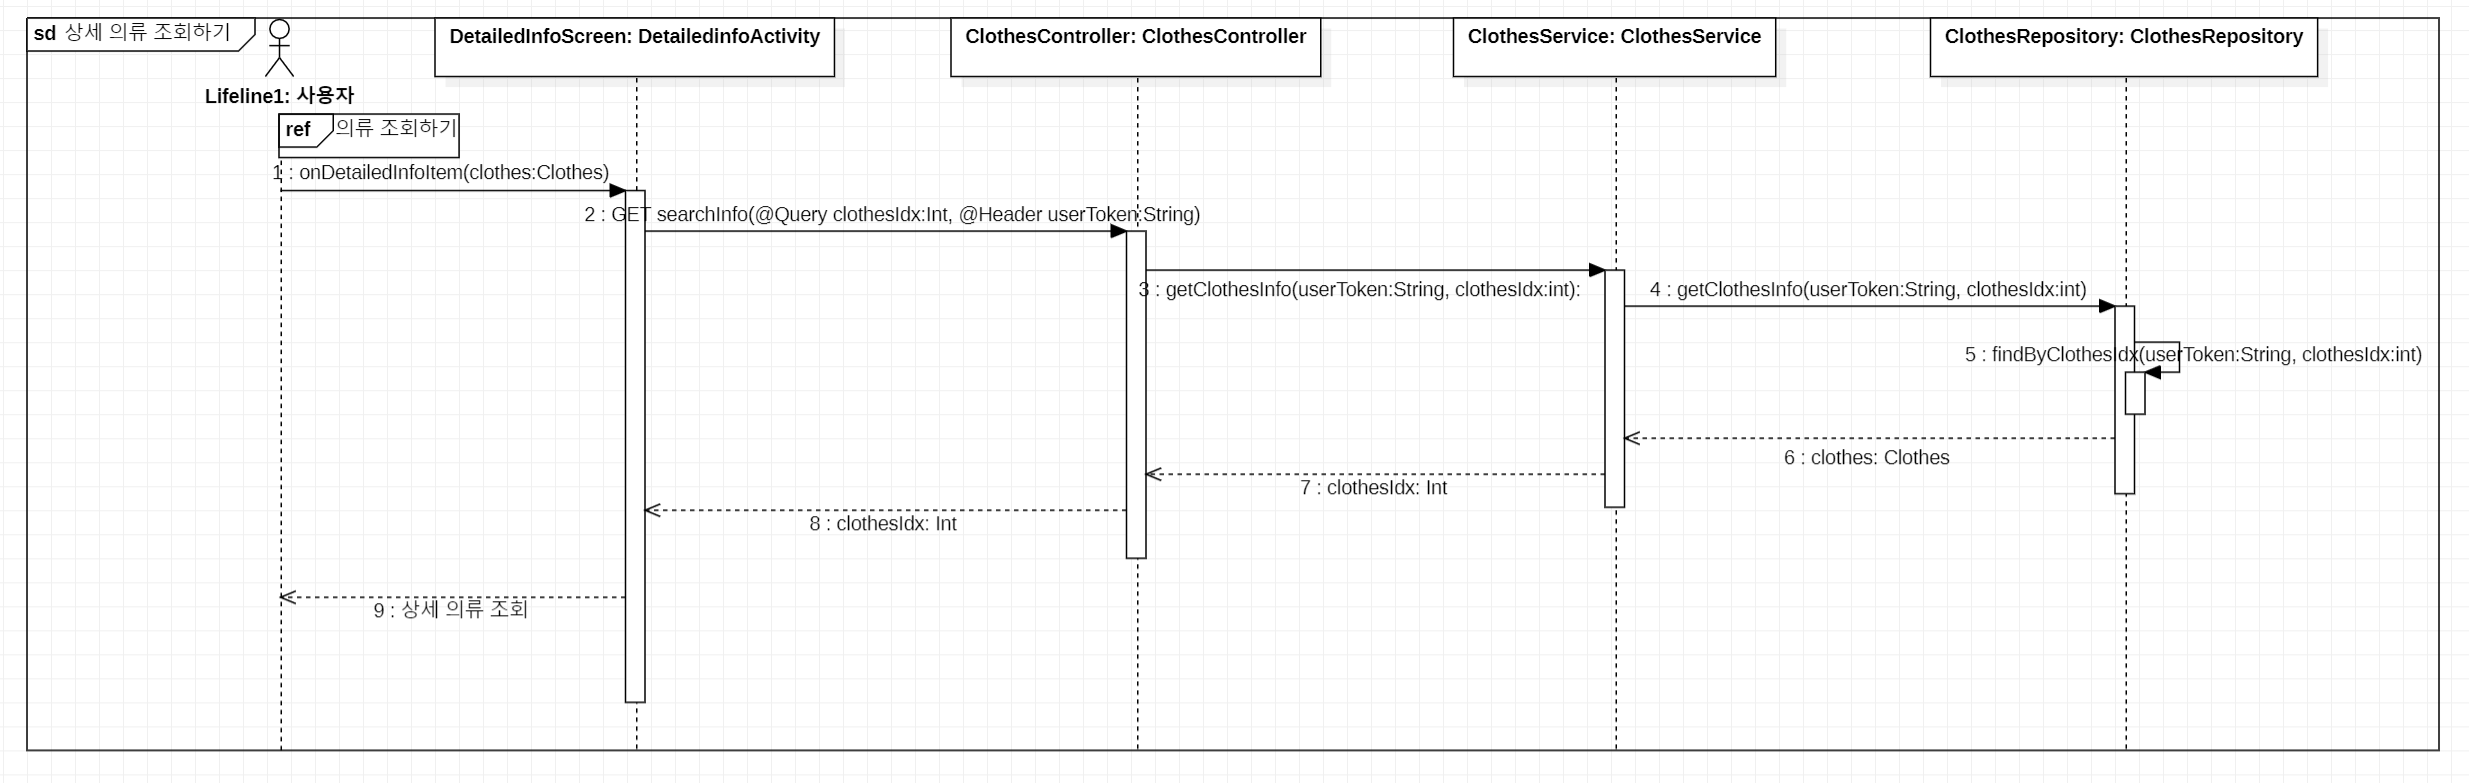 sd 상세 의류 조회하기
DetailedInfoScreen: DetailedinfoActivity
ClothesController: ClothesController
ClothesService: ClothesService
ClothesRepository: ClothesRepository
Lifeline1: 사용자
ref 의류 조회하기
1 : onDetailedInfoItem(clothes:Clothes)
2 : GET searchInfo(@Query clothesIdx:Int, @Header userToken:String)
3 : getClothesInfo(userToken:String, clothesIdx:int):
4 : getClothesInfo(userToken:String, clothesIdx:int)
5 : findByClothesIdx(userToken:String, clothesIdx:int)
6 : clothes: Clothes
7 : clothesIdx: Int
8 : clothesIdx: Int
9 : 상세 의류 조회